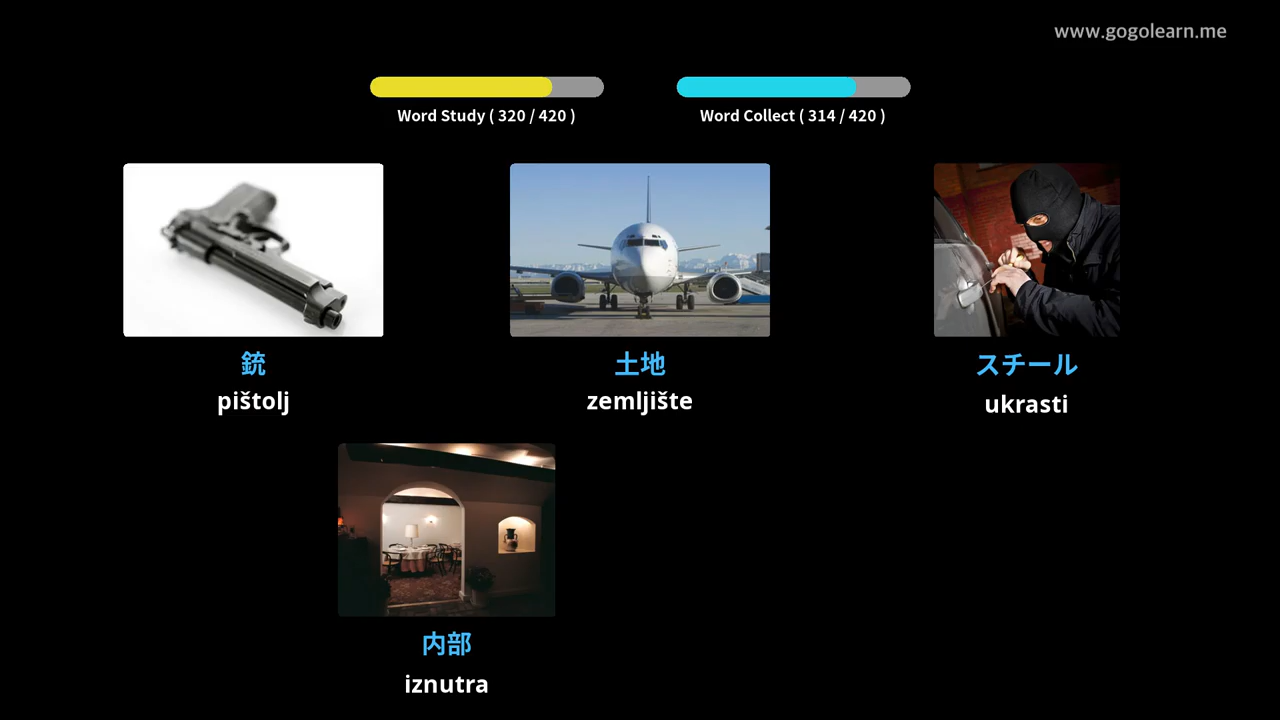 www.gogolearn.me
Word Study ( 320 / 420 )
Word Collect ( 314 / 420 )
銃
pištolj
土地
zemljište
スチール
ukrasti
内部
iznutra